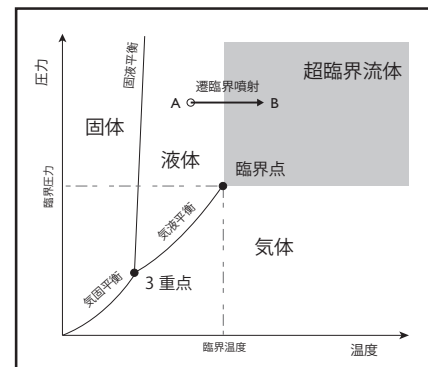 圧力
固液平衡
超臨界流体
遷臨界噴射
A
B
固体
液体
臨界点
臨界圧力
気液平衡
気体
気固平衡
3 重点
臨界温度
温度